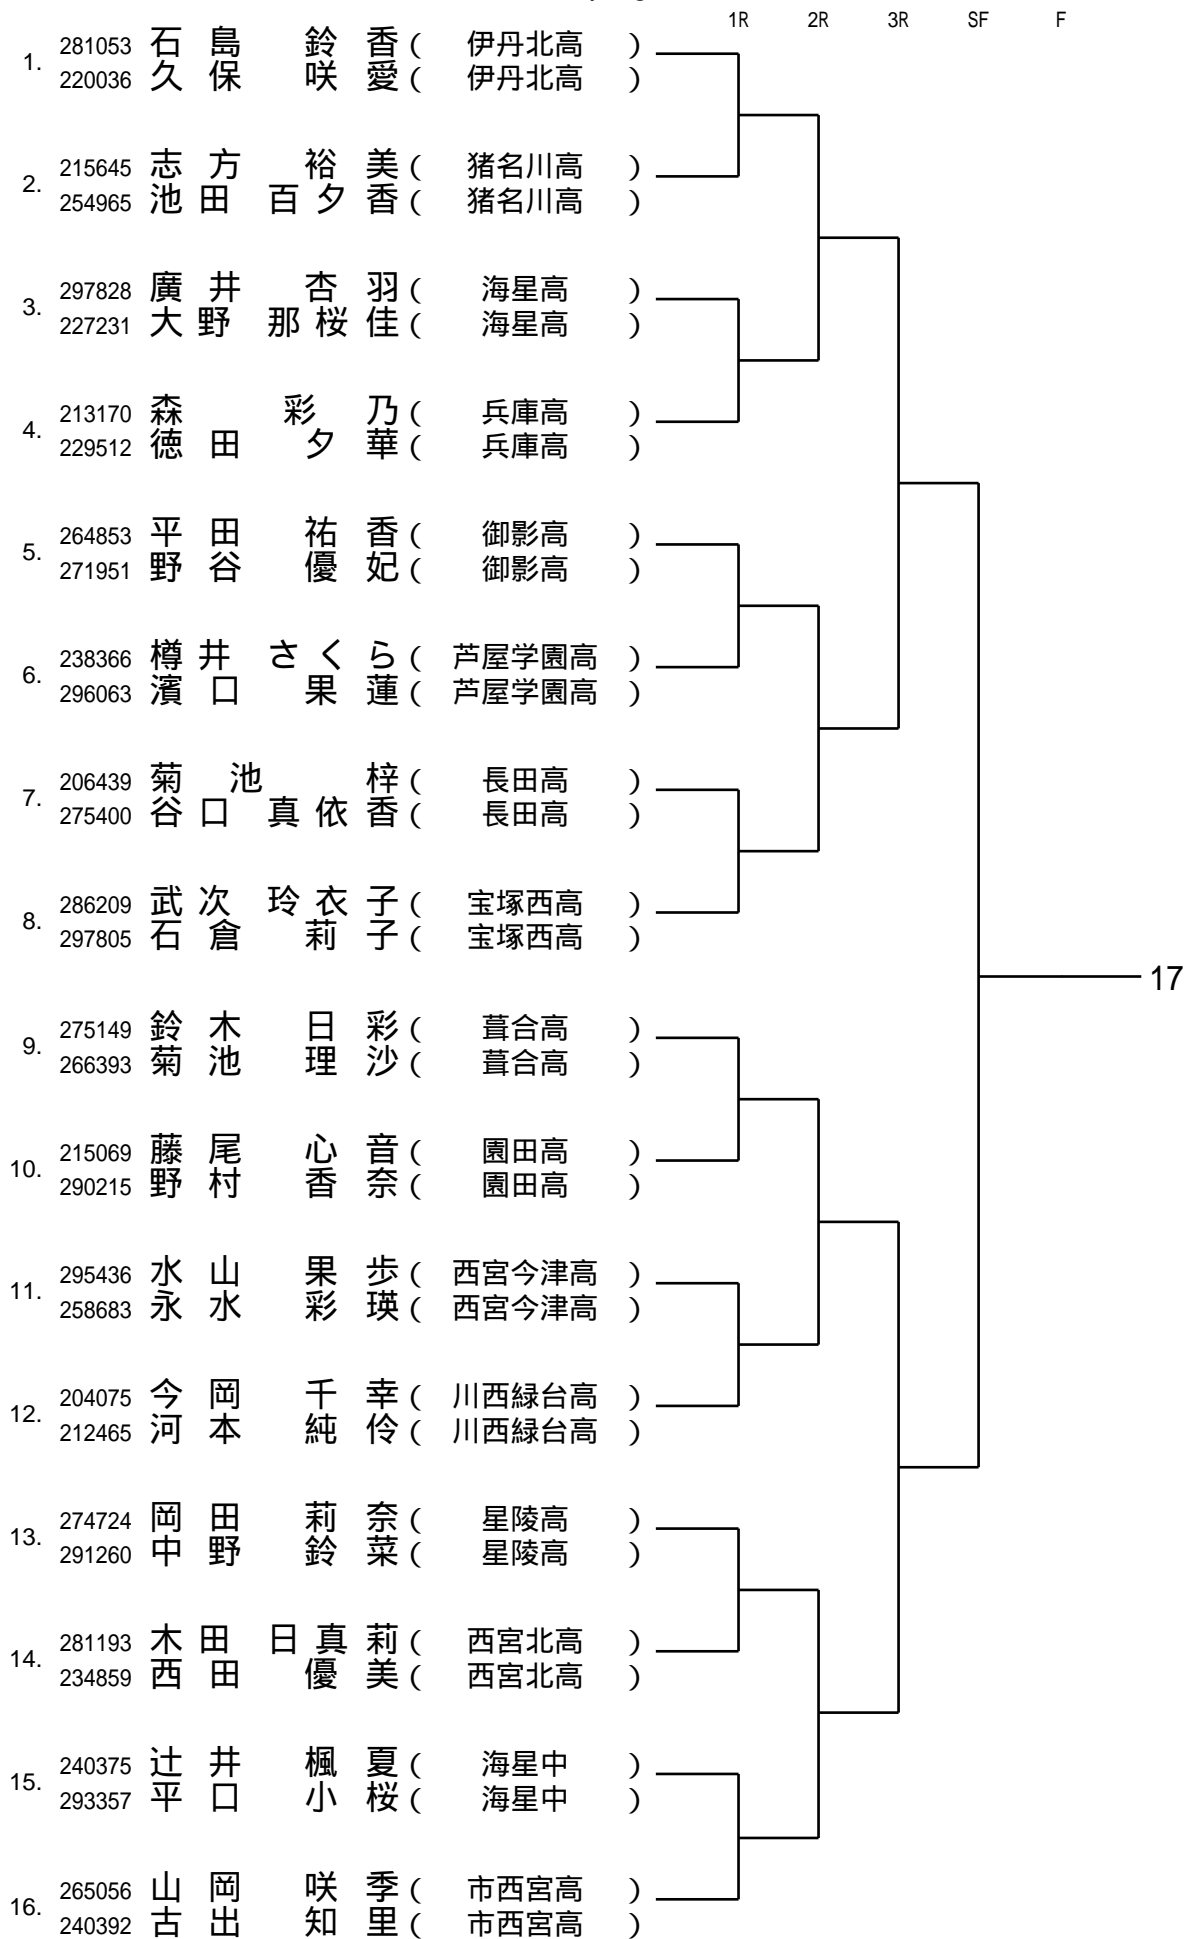 1R 2R 3R SF F
1. 281053 石島 鈴香 ( 伊丹北高 )
220036 久保 咲愛 ( 伊丹北高 )
2. 215645 志方 裕美 ( 猪名川高 )
254965 池田 百夕香 ( 猪名川高 )
3. 297828 廣井 杏羽 ( 海星高 )
227231 大野 那桜佳 ( 海星高 )
4. 213170 森 彩乃 ( 兵庫高 )
229512 徳田 夕華 ( 兵庫高 )
5. 264853 平田 祐香 ( 御影高 )
271951 野谷 優妃 ( 御影高 )
6. 238366 樽井 さくら ( 芦屋学園高 )
296063 濱口 果蓮 ( 芦屋学園高 )
7. 206439 菊池 梓 ( 長田高 )
275400 谷口 真依香 ( 長田高 )
8. 286209 武次 玲衣子 ( 宝塚西高 )
297805 石倉 莉子 ( 宝塚西高 )
17
9. 275149 鈴木 日彩 ( 葺合高 )
266393 菊池 理沙 ( 葺合高 )
10. 215069 藤尾 心音 ( 園田高 )
290215 野村 香奈 ( 園田高 )
11. 295436 水山 果歩 ( 西宮今津高 )
258683 永水 彩瑛 ( 西宮今津高 )
12. 204075 今岡 千幸 ( 川西緑台高 )
212465 河本 純伶 ( 川西緑台高 )
13. 274724 岡田 莉奈 ( 星陵高 )
291260 中野 鈴菜 ( 星陵高 )
14. 281193 木田 日真莉 ( 西宮北高 )
234859 西田 優美 ( 西宮北高 )
15. 240375 辻井 楓夏 ( 海星中 )
293357 平口 小桜 ( 海星中 )
16. 265056 山岡 咲季 ( 市西宮高 )
240392 古出 知里 ( 市西宮高 )